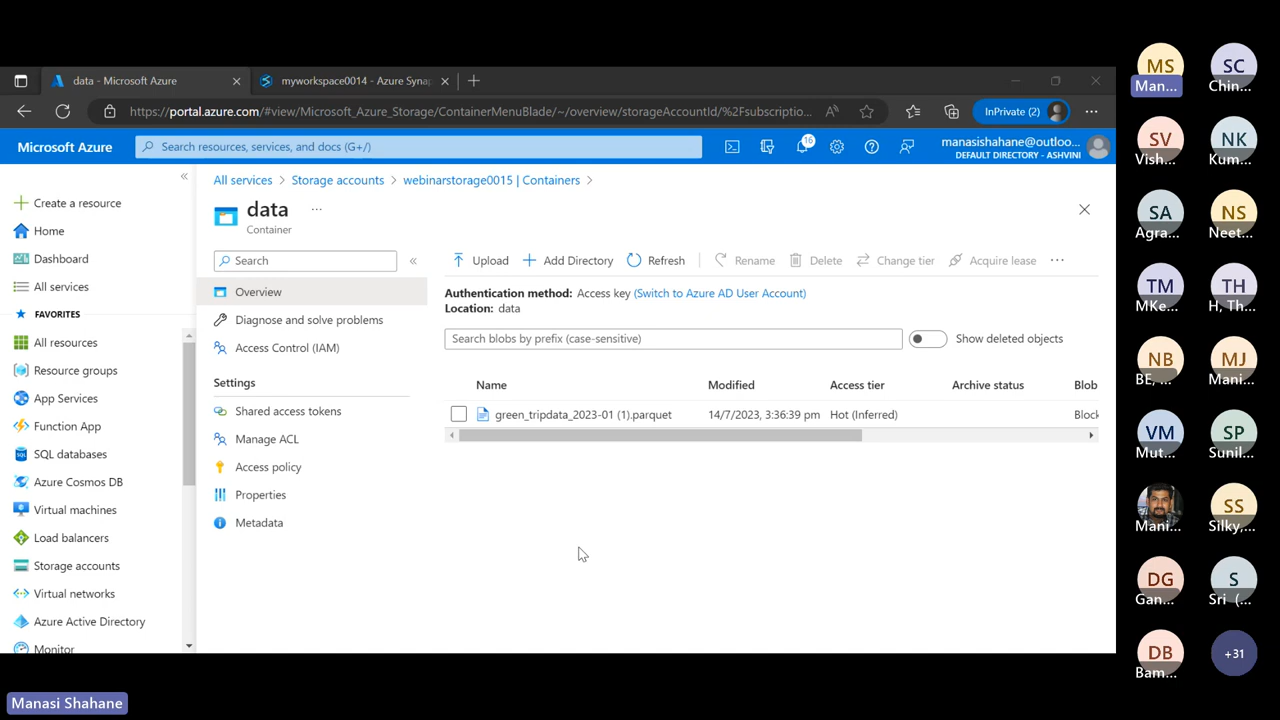 data - Microsoft Azure
myworkspace0014 - Azure Synap
https://portal.azure.com/#view/Microsoft_Azure_Storage/ContainerMenuBlade/~/overview/storageAccountId/%2Fsubscriptio...
InPrivate (2)
Microsoft Azure
Search resources, services, and docs (G+/)
16
manasishahane@outloo...
DEFAULT DIRECTORY - ASHVINI
Create a resource
Home
Dashboard
All services
FAVORITES
All resources
Resource groups
App Services
Function App
SQL databases
Azure Cosmos DB
Virtual machines
Load balancers
Storage accounts
Virtual networks
Azure Active Directory
Monitor
All services > Storage accounts > webinarstorage0015 | Containers >
data
Container
Search
Overview
Diagnose and solve problems
Access Control (IAM)
Settings
Shared access tokens
Manage ACL
Access policy
Properties
Metadata
Upload Add Directory Refresh Rename Delete Change tier Acquire lease
Authentication method: Access key (Switch to Azure AD User Account)
Location: data
Search blobs by prefix (case-sensitive)
Show deleted objects
Name Modified Access tier Archive status Blob
green_tripdata_2023-01 (1).parquet 14/7/2023, 3:36:39 pm Hot (Inferred) Block
MS SC
Man... Chin...
SV NK
Vish... Kum...
SA NS
Agra... Neet...
TM TH
MKe... H, Th...
NB MJ
BE, ... Mani...
VM SP
Mut... Sunil...
SS
Mani... Silky,...
DG S
Gan... Sri (...
DB +31
Bam...
Manasi Shahane